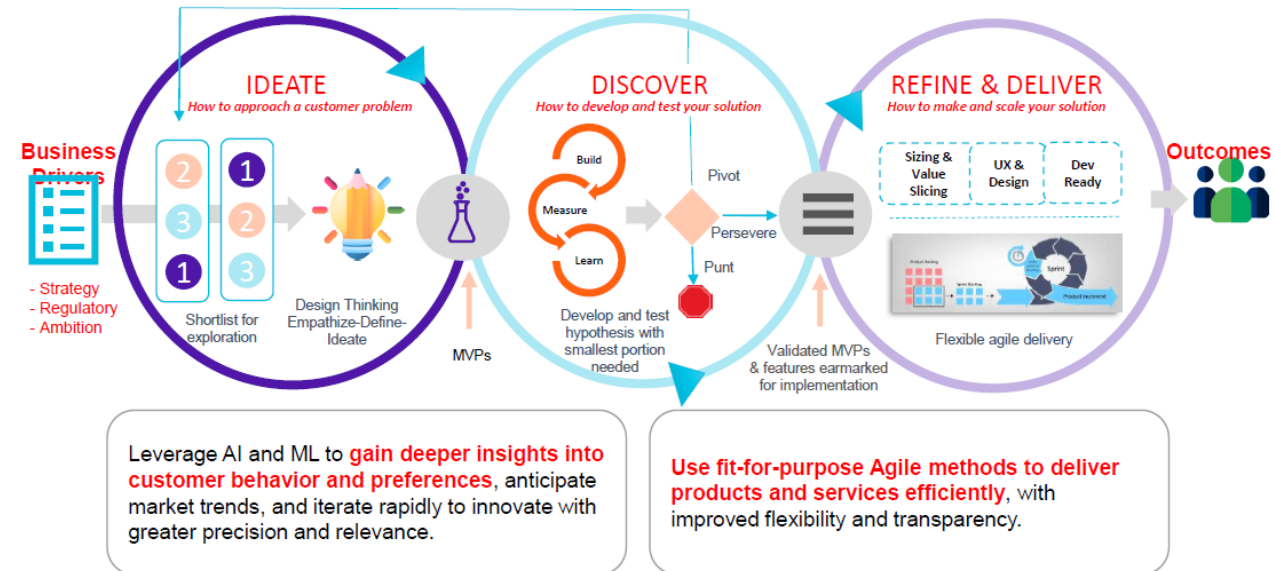 IDEATE
How to approach a customer problem
DISCOVER
How to develop and test your solution
REFINE & DELIVER
How to make and scale your solution
Business
Drivers
- Strategy
- Regulatory
- Ambition
2
3
1
1
2
3
Shortlist for
exploration
Design Thinking
Empathize-Define-
Ideate
MVPs
Build
Measure
Learn
Develop and test
hypothesis with
smallest portion
needed
Pivot
Persevere
Punt
Validated MVPs
& features earmarked
for implementation
Sizing &
Value
Slicing
UX &
Design
Dev
Ready
Product Backlog
Sprint Backlog
Sprint
Product Increment
Flexible agile delivery
Outcomes
Leverage AI and ML to gain deeper insights into
customer behavior and preferences, anticipate
market trends, and iterate rapidly to innovate with
greater precision and relevance.
Use fit-for-purpose Agile methods to deliver
products and services efficiently, with
improved flexibility and transparency.